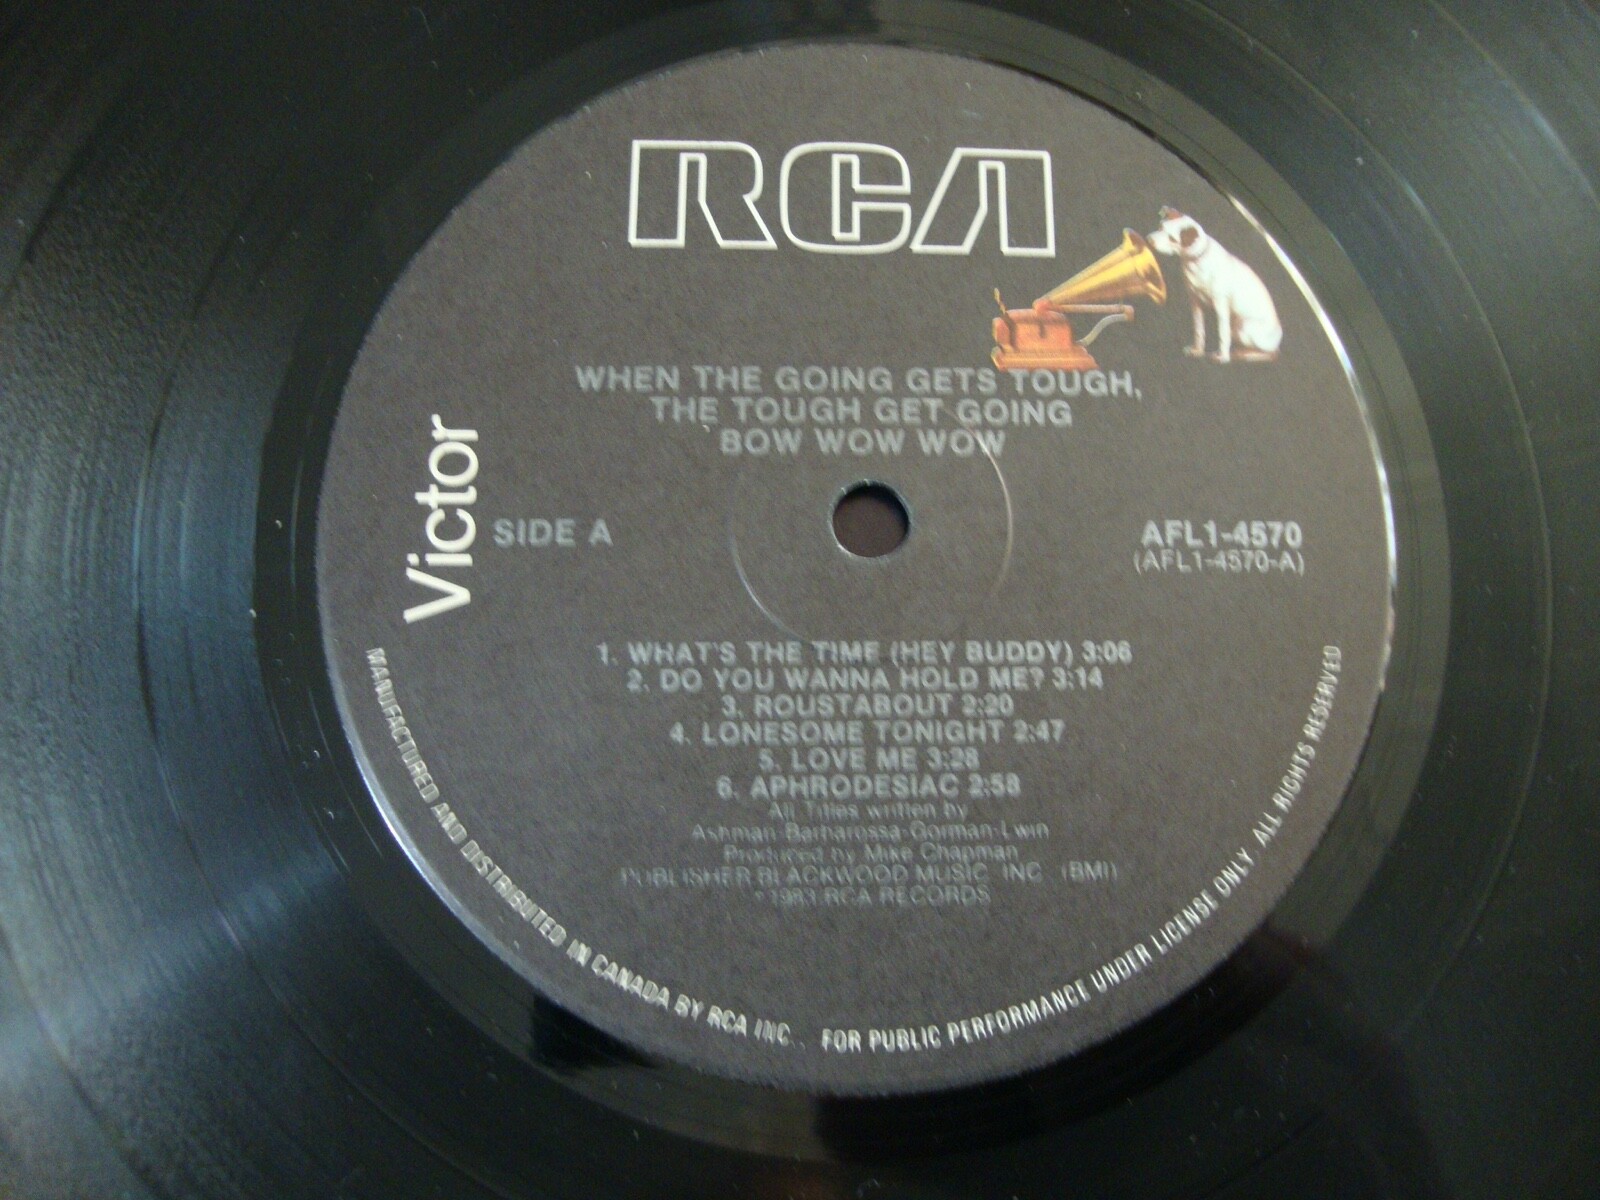 RCA
WHEN THE GOING GETS TOUGH,
THE TOUGH GET GOING
BOW WOW WOW
Victor
SIDE A
AFL1-4570
(AFL1-4570-A)
1. WHAT'S THE TIME (HEY BUDDY) 3:06
2. DO YOU WANNA HOLD ME? 3:14
3. ROUSTABOUT 2:20
4. LONESOME TONIGHT 2:47
5. LOVE ME 3:28
6. APHRODESIAC 2:58
All Titles written by
Ashman-Barbarossa-Gorman-Lwin
Produced by Mike Chapman
PUBLISHER BLACKWOOD MUSIC INC. (BMI)
1983 RCA RECORDS
MANUFACTURED AND DISTRIBUTED IN CANADA BY RCA INC. . FOR PUBLIC PERFORMANCE UNDER LICENSE ONLY ALL RIGHTS RESERVED